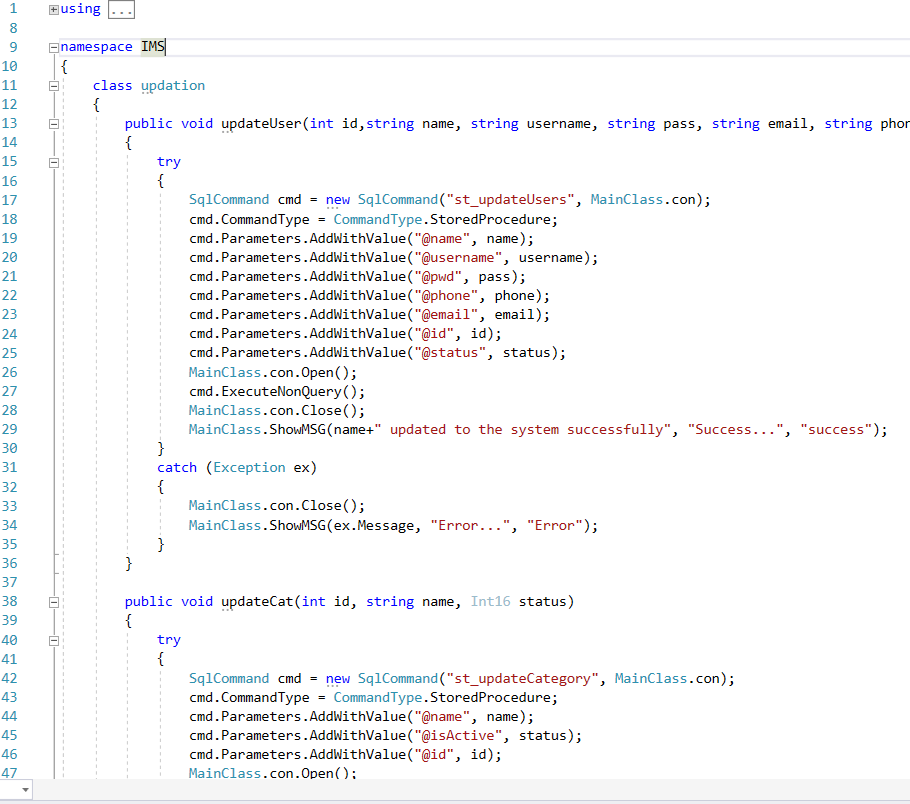 1 using ...
8
9 namespace IMS
10 {
11 class updation
12 {
13 public void updateUser(int id,string name, string username, string pass, string email, string phon
14 {
15 try
16 {
17 SqlCommand cmd = new SqlCommand("st_updateUsers", MainClass.con);
18 cmd.CommandType = CommandType.StoredProcedure;
19 cmd.Parameters.AddWithValue("@name", name);
20 cmd.Parameters.AddWithValue("@username", username);
21 cmd.Parameters.AddWithValue("@pwd", pass);
22 cmd.Parameters.AddWithValue("@phone", phone);
23 cmd.Parameters.AddWithValue("@email", email);
24 cmd.Parameters.AddWithValue("@id", id);
25 cmd.Parameters.AddWithValue("@status", status);
26 MainClass.con.Open();
27 cmd.ExecuteNonQuery();
28 MainClass.con.Close();
29 MainClass.ShowMSG(name+" updated to the system successfully", "Success...", "success");
30 }
31 catch (Exception ex)
32 {
33 MainClass.con.Close();
34 MainClass.ShowMSG(ex.Message, "Error...", "Error");
35 }
36 }
37
38 public void updateCat(int id, string name, Int16 status)
39 {
40 try
41 {
42 SqlCommand cmd = new SqlCommand("st_updateCategory", MainClass.con);
43 cmd.CommandType = CommandType.StoredProcedure;
44 cmd.Parameters.AddWithValue("@name", name);
45 cmd.Parameters.AddWithValue("@isActive", status);
46 cmd.Parameters.AddWithValue("@id", id);
47 MainClass.con.Open();